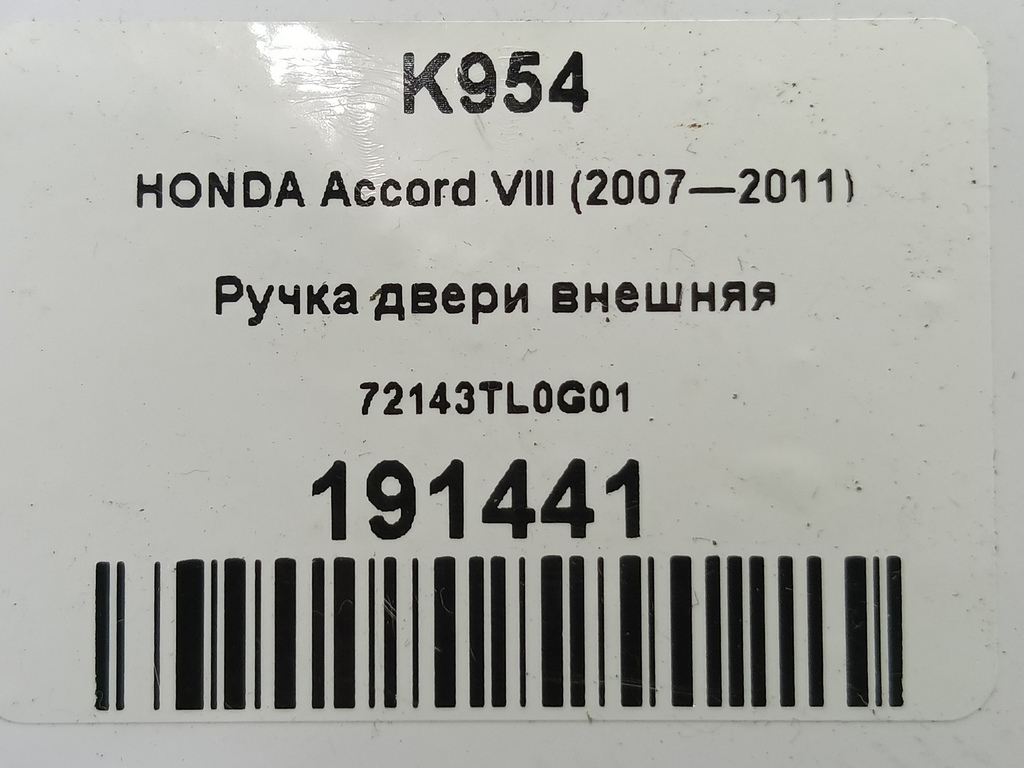 K954
HONDA Accord VIII (2007—2011)
Ручка двери внешняя
72143TL0G01
191441